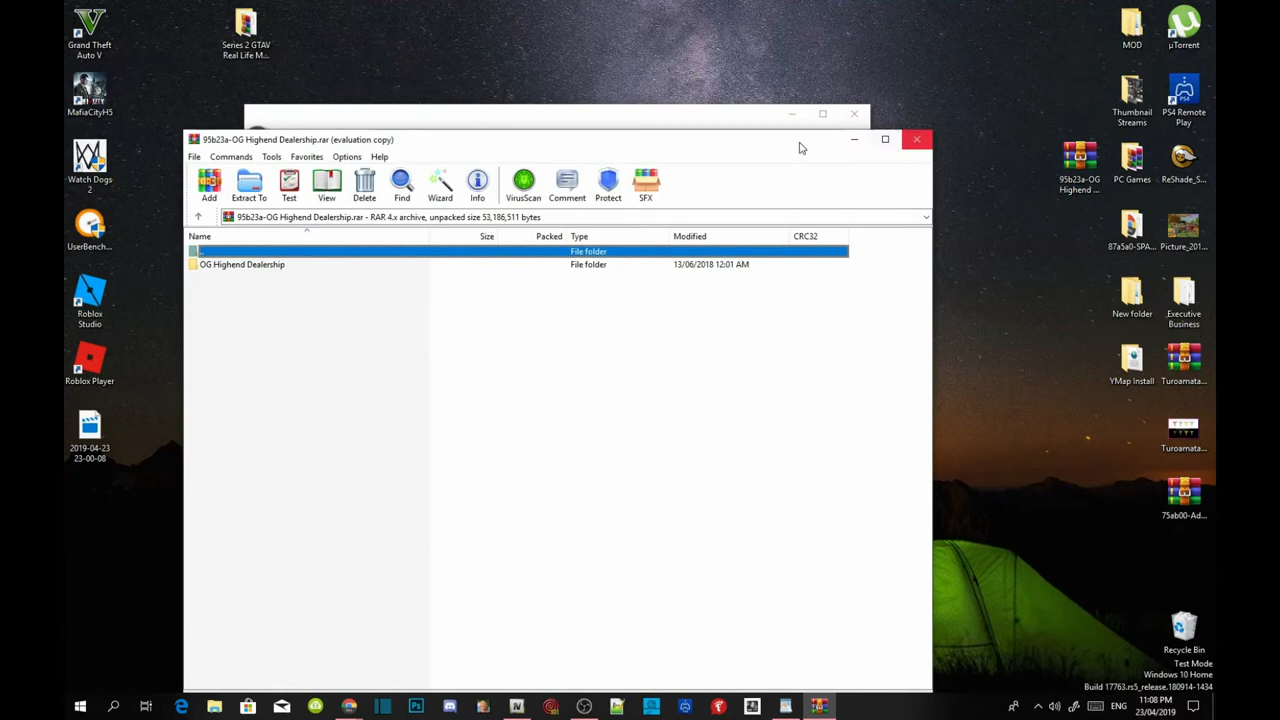 Grand Theft
Auto V
Series 2 GTAV
Real Life M...
MOD
µTorrent
MafiaCityH5
Thumbnail
Streams
PS4 Remote
Play
95b23a-OG Highend Dealership.rar (evaluation copy)
File Commands Tools Favorites Options Help
Add Extract To Test View Delete Find Wizard Info VirusScan Comment Protect SFX
95b23a-OG Highend Dealership.rar - RAR 4.x archive, unpacked size 53,186,511 bytes
Name Size Packed Type Modified CRC32
.. File folder
OG Highend Dealership File folder 13/06/2018 12:01 AM
Watch Dogs
2
95b23a-OG
Highend ...
PC Games
ReShade_S...
UserBench...
87a5a0-SPA...
Picture_201...
Roblox
Studio
New folder
Executive
Business
Roblox Player
YMap Install
Turoamata...
2019-04-23
23-00-08
Turoamata...
75ab00-Ad...
Recycle Bin
Test Mode
Windows 10 Home
Build 17763.rs5_release.180914-1434
ENG
11:08 PM
23/04/2019